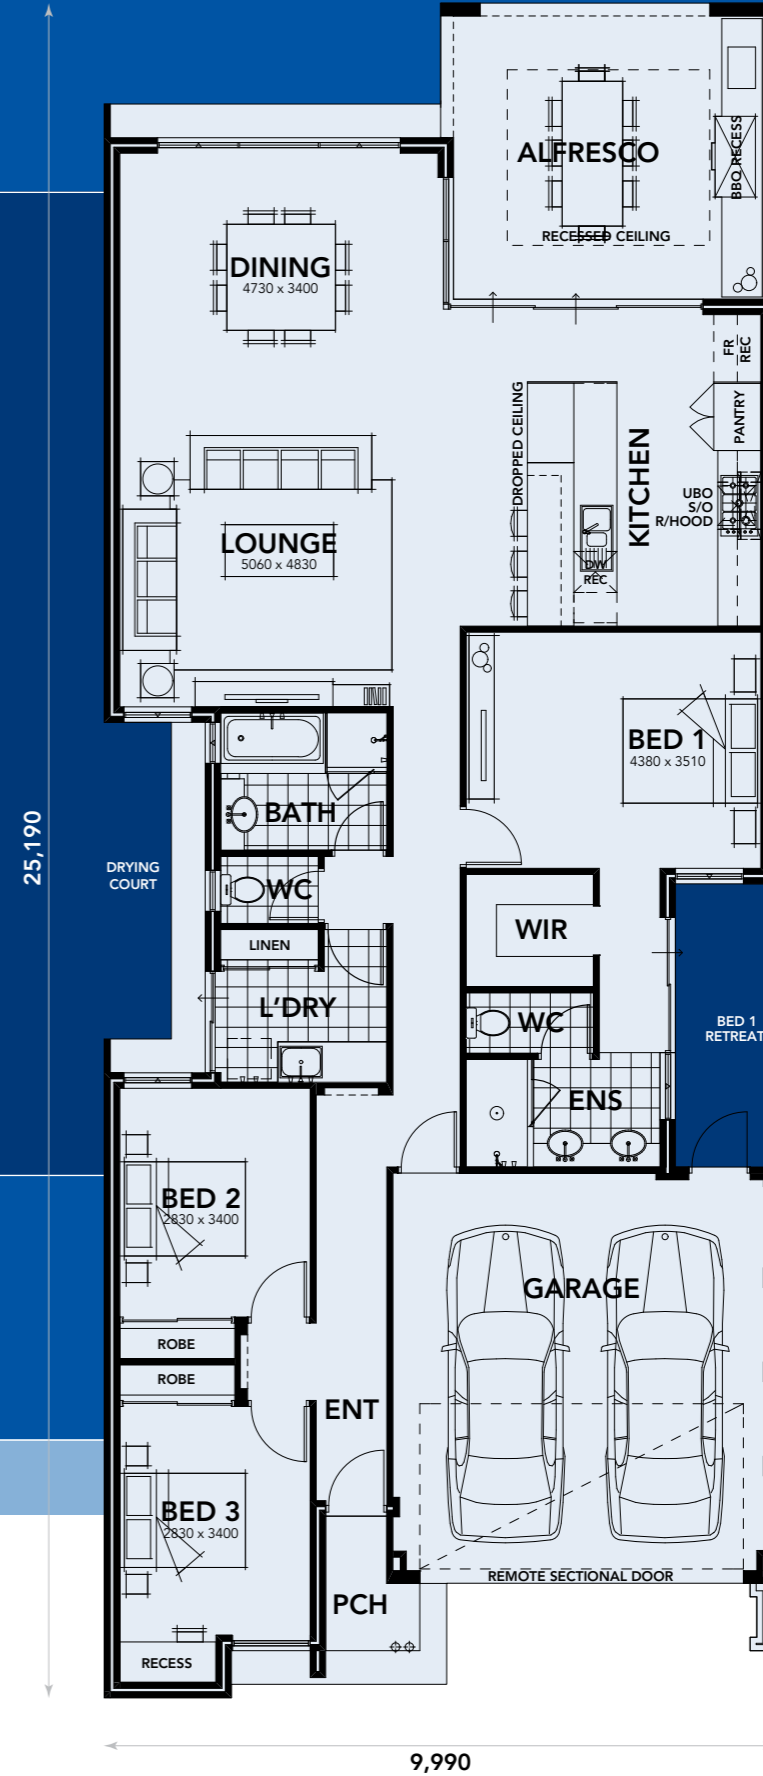 ALFRESCO
BBQ RECESS
RECESSED CEILING
DINING
4730 x 3400
FR
REC
PANTRY
DROPPED CEILING
KITCHEN
UBO
S/O
R/HOOD
DW
REC
LOUNGE
5060 x 4830
BED 1
4380 x 3510
BATH
DRYING
COURT
WC
LINEN
WIR
L'DRY
WC
BED 1
RETREAT
ENS
25,190
BED 2
2830 x 3400
GARAGE
ROBE
ROBE
ENT
BED 3
2830 x 3400
REMOTE SECTIONAL DOOR
PCH
RECESS
9,990